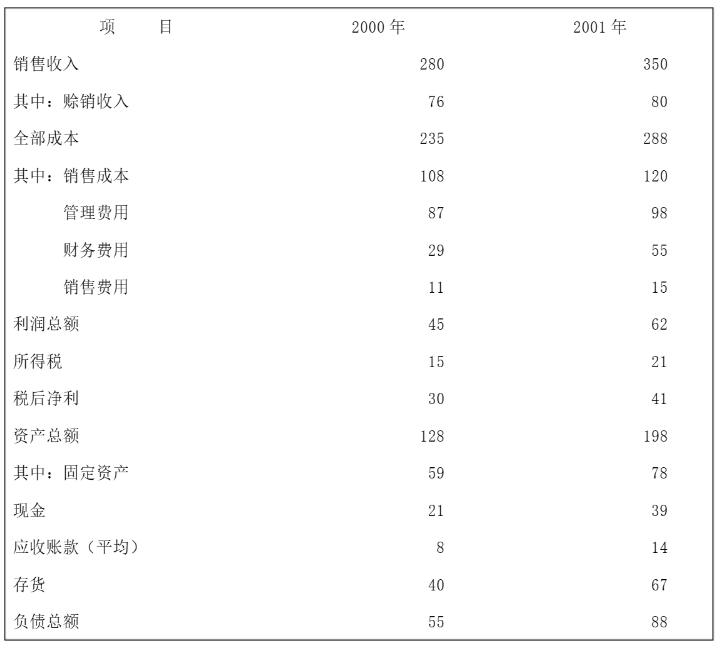 项 目 2000 年 2001 年
销售收入 280 350
其中：赊销收入 76 80
全部成本 235 288
其中：销售成本 108 120
管理费用 87 98
财务费用 29 55
销售费用 11 15
利润总额 45 62
所得税 15 21
税后净利 30 41
资产总额 128 198
其中：固定资产 59 78
现金 21 39
应收账款（平均） 8 14
存货 40 67
负债总额 55 88